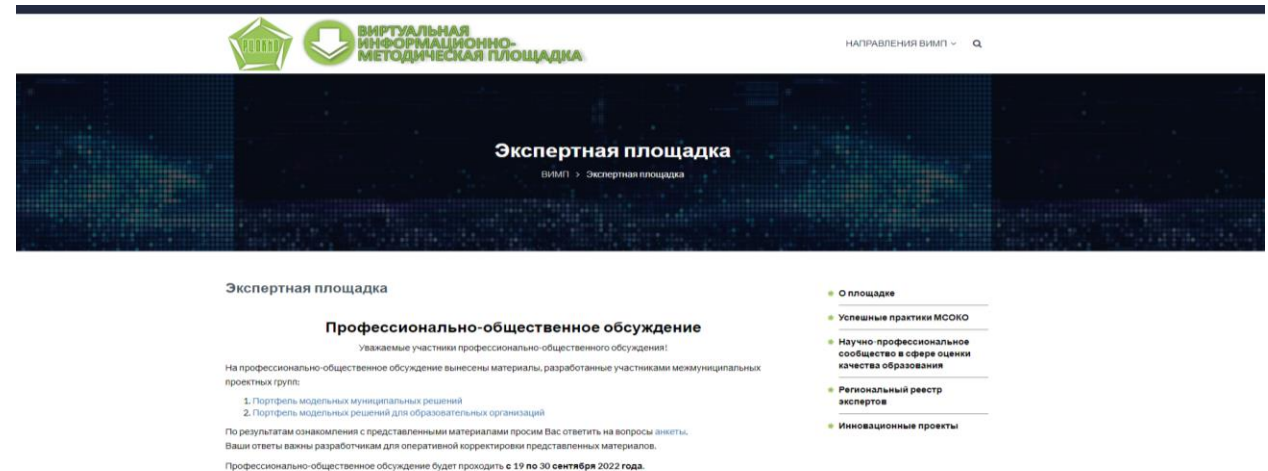 РЦОККИО
ВИРТУАЛЬНАЯ
ИНФОРМАЦИОННО-
МЕТОДИЧЕСКАЯ ПЛОЩАДКА
НАПРАВЛЕНИЯ ВИМП
Экспертная площадка
ВИМП > Экспертная площадка
Экспертная площадка
Профессионально-общественное обсуждение
Уважаемые участники профессионально-общественного обсуждения!
На профессионально-общественное обсуждение вынесены материалы, разработанные участниками межмуниципальных
проектных групп:
1. Портфель модельных муниципальных решений
2. Портфель модельных решений для образовательных организаций
По результатам ознакомления с представленными материалами просим Вас ответить на вопросы анкеты.
Ваши ответы важны разработчикам для оперативной корректировки представленных материалов.
Профессионально-общественное обсуждение будет проходить с 19 по 30 сентября 2022 года.
О площадке
Успешные практики МСОКО
Научно-профессиональное
сообщество в сфере оценки
качества образования
Региональный реестр
экспертов
Инновационные проекты